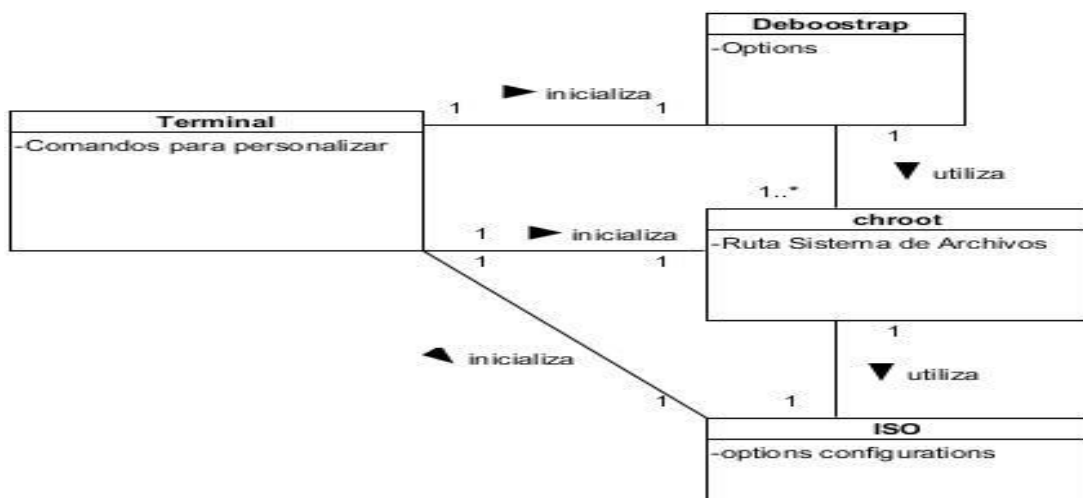 Deboostrap
-Options
inicializa
1
1
Terminal
-Comandos para personalizar
1
utiliza
1..*
chroot
-Ruta Sistema de Archivos
1
inicializa
1
1
1
utiliza
inicializa
1
1
ISO
-options configurations